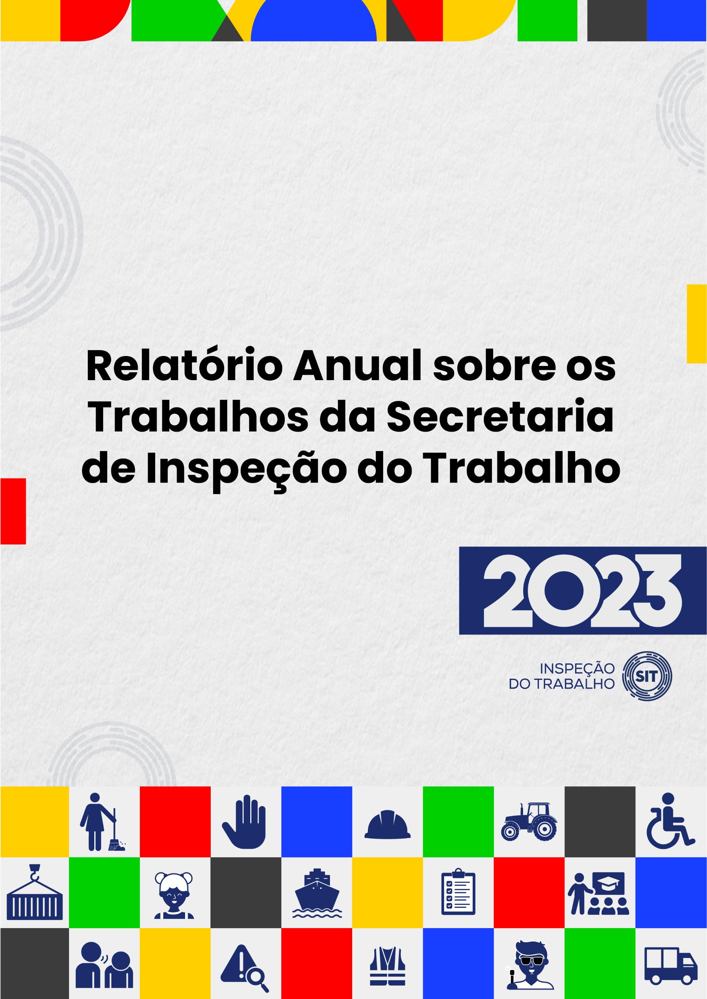 Relatório Anual sobre os
Trabalhos da Secretaria
de Inspeção do Trabalho
2023
INSPEÇÃO
DO TRABALHO
SIT